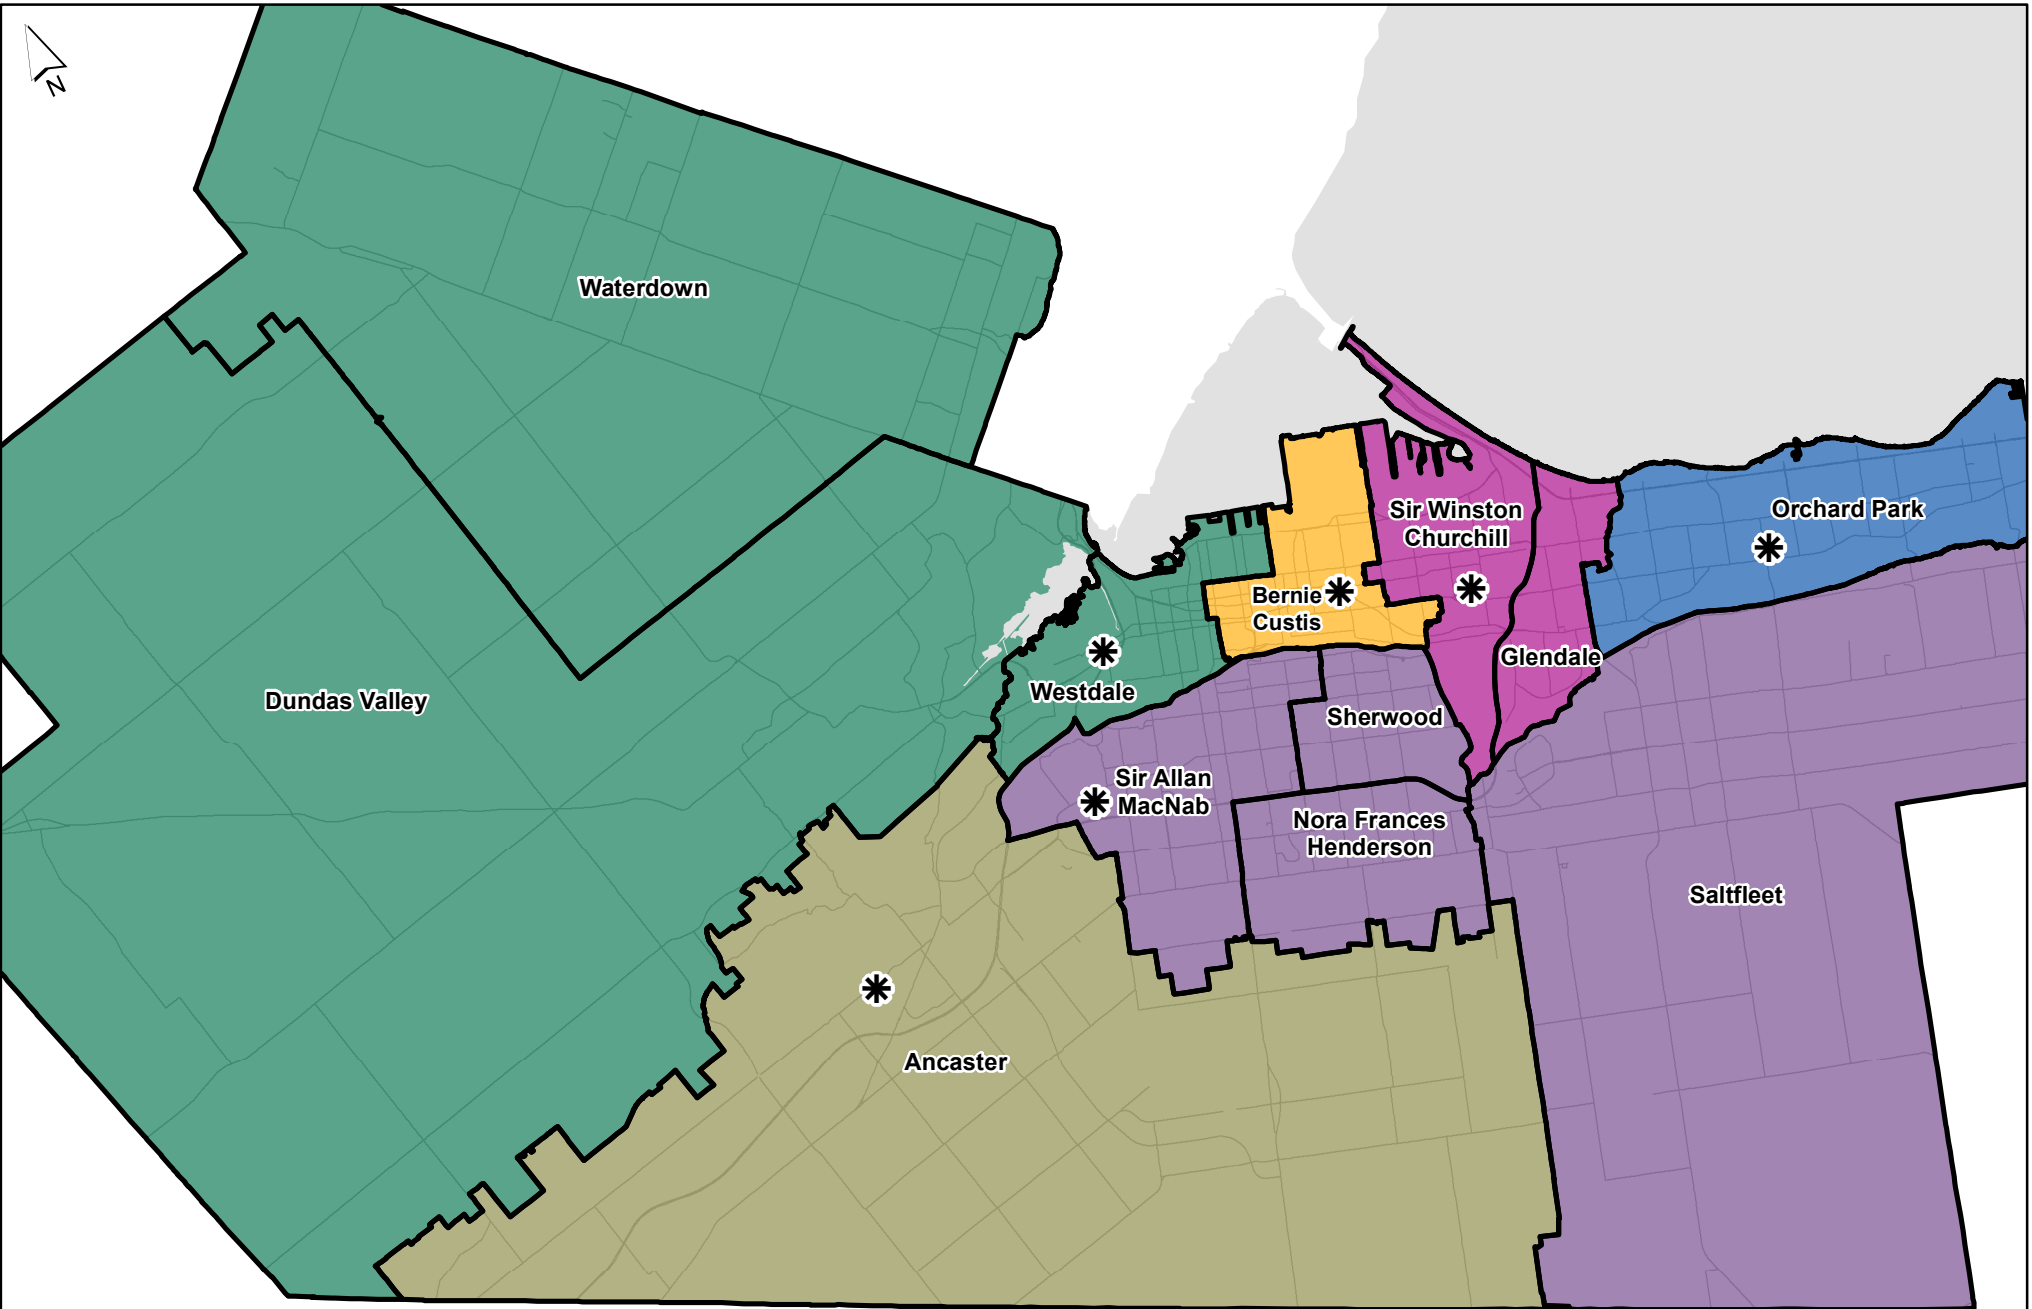 N
Waterdown
Sir Winston
Churchill
Orchard Park
Bernie
Custis
Glendale
Westdale
Dundas Valley
Sherwood
Sir Allan
MacNab
Nora Frances
Henderson
Saltfleet
Ancaster